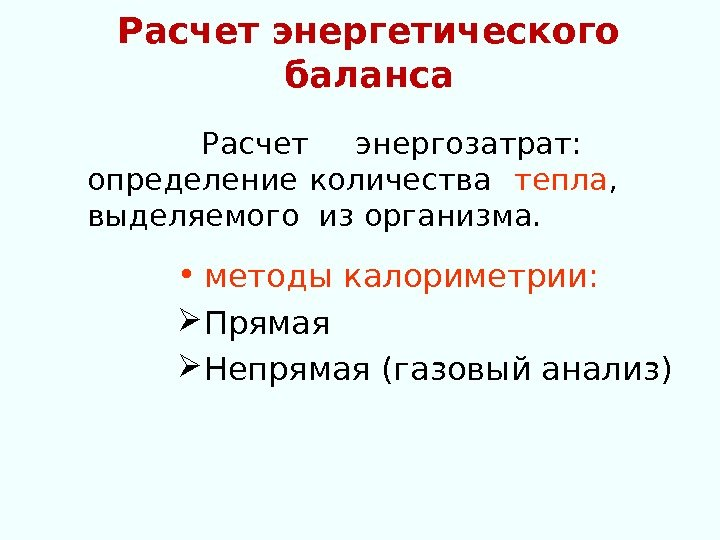 Расчет энергетического
баланса
Расчет энергозатрат:
определение количества тепла,
выделяемого из организма.
• методы калориметрии:
➢ Прямая
➢ Непрямая (газовый анализ)